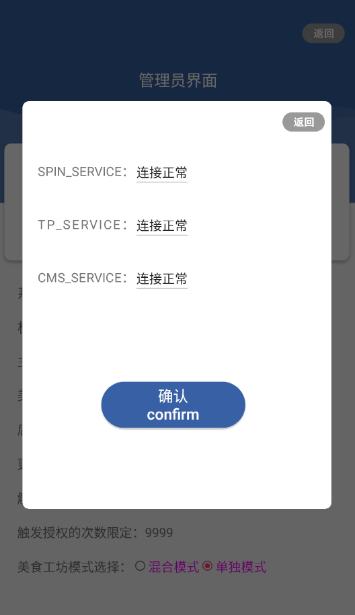 返回
管理员界面
返回
SPIN_SERVICE： 连接正常
TP_SERVICE： 连接正常
CMS_SERVICE： 连接正常
确认
confirm
触发授权的次数限定：9999
美食工坊模式选择： 混合模式 单独模式